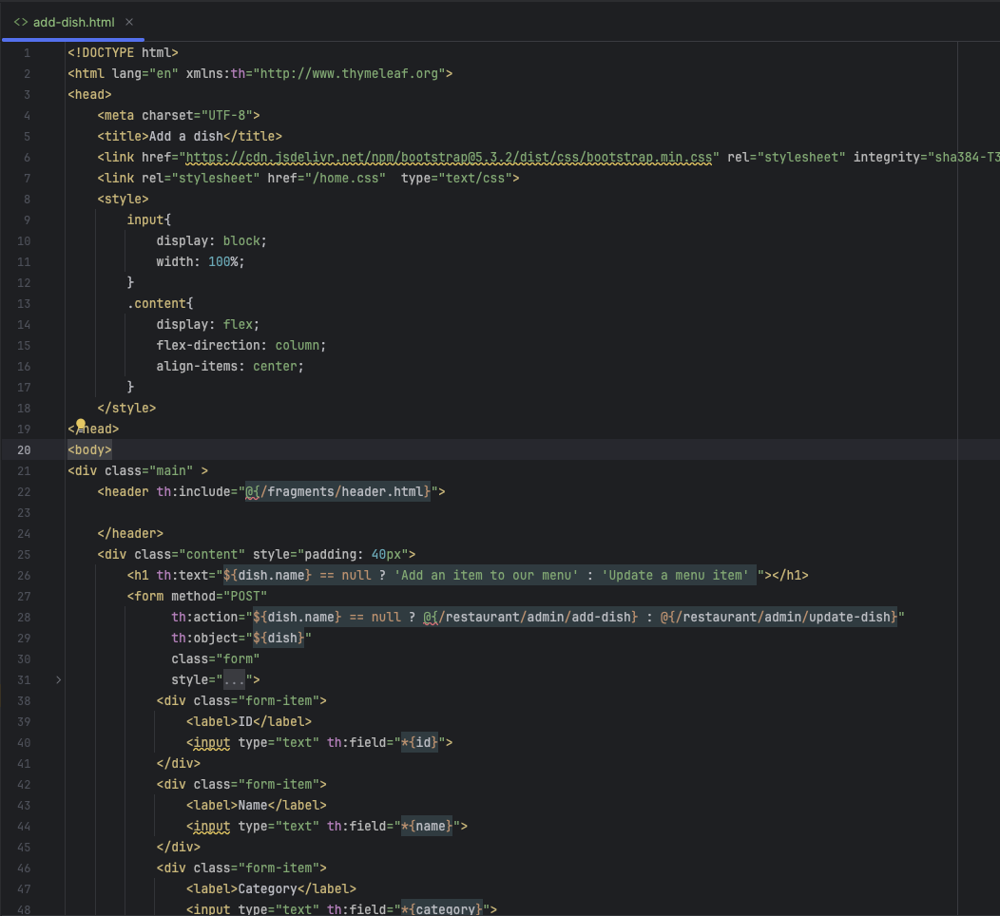 <> add-dish.html ×
1 <!DOCTYPE html>
2 <html lang="en" xmlns:th="http://www.thymeleaf.org">
3 <head>
4 <meta charset="UTF-8">
5 <title>Add a dish</title>
6 <link href="https://cdn.jsdelivr.net/npm/bootstrap@5.3.2/dist/css/bootstrap.min.css" rel="stylesheet" integrity="sha384-T3
7 <link rel="stylesheet" href="/home.css"  type="text/css">
8 <style>
9 input{
10 display: block;
11 width: 100%;
12 }
13 .content{
14 display: flex;
15 flex-direction: column;
16 align-items: center;
17 }
18 </style>
19 </head>
20 <body>
21 <div class="main" >
22 <header th:include="@{/fragments/header.html}">
23
24 </header>
25 <div class="content" style="padding: 40px">
26 <h1 th:text="${dish.name} == null ? 'Add an item to our menu' : 'Update a menu item' "></h1>
27 <form method="POST"
28 th:action="${dish.name} == null ? @{/restaurant/admin/add-dish} : @{/restaurant/admin/update-dish}"
29 th:object="${dish}"
30 class="form"
31 style="...">
38 <div class="form-item">
39 <label>ID</label>
40 <input type="text" th:field="*{id}">
41 </div>
42 <div class="form-item">
43 <label>Name</label>
44 <input type="text" th:field="*{name}">
45 </div>
46 <div class="form-item">
47 <label>Category</label>
48 <input type="text" th:field="*{category}">